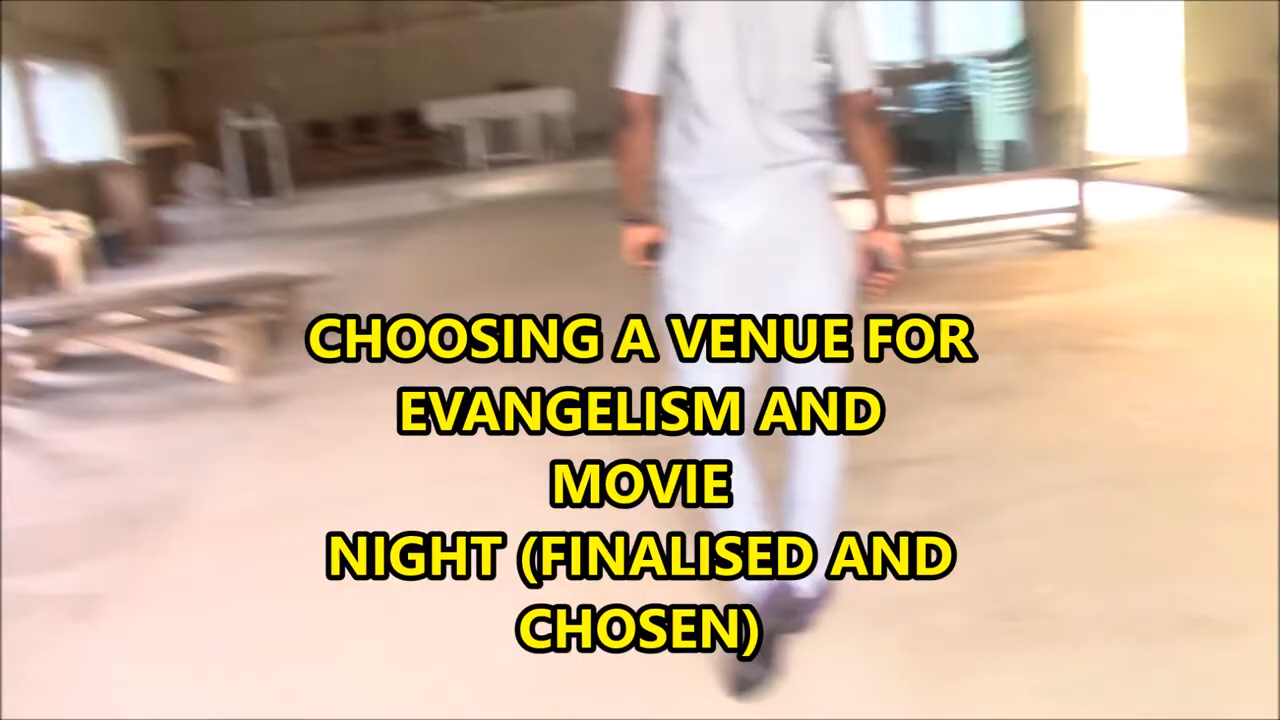 CHOOSING A VENUE FOR
EVANGELISM AND
MOVIE
NIGHT (FINALISED AND
CHOSEN)